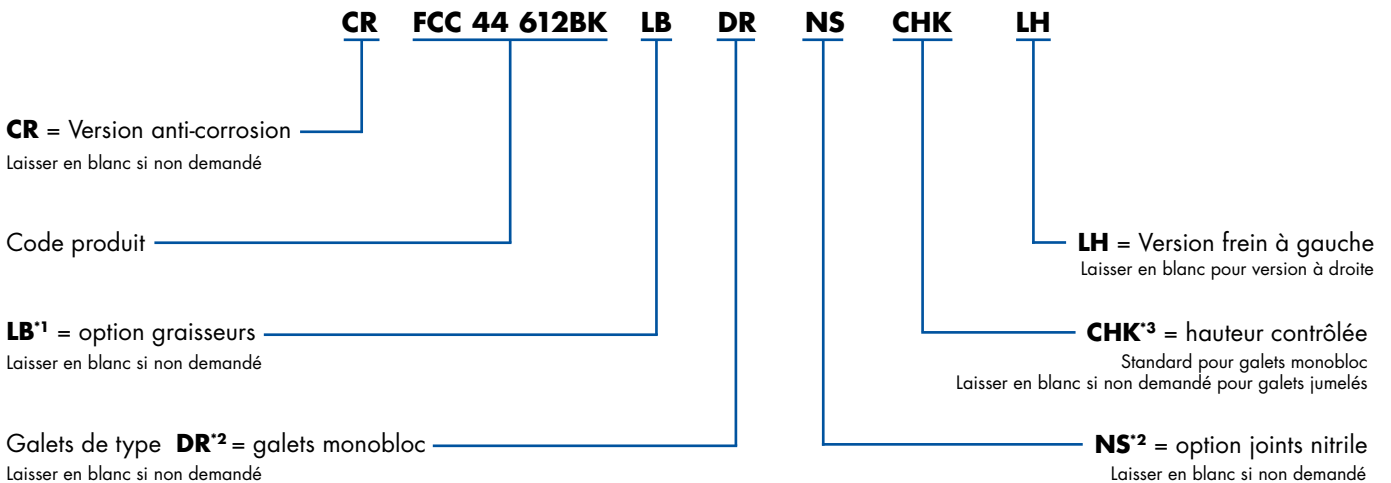 CR FCC 44 612BK LB DR NS CHK LH
CR = Version anti-corrosion
Laisser en blanc si non demandé
Code produit
LB*1 = option graisseurs
Laisser en blanc si non demandé
Galets de type DR*2 = galets monobloc
Laisser en blanc si non demandé
LH = Version frein à gauche
Laisser en blanc pour version à droite
CHK*3 = hauteur contrôlée
Standard pour galets monobloc
Laisser en blanc si non demandé pour galets jumelés
NS*2 = option joints nitrile
Laisser en blanc si non demandé